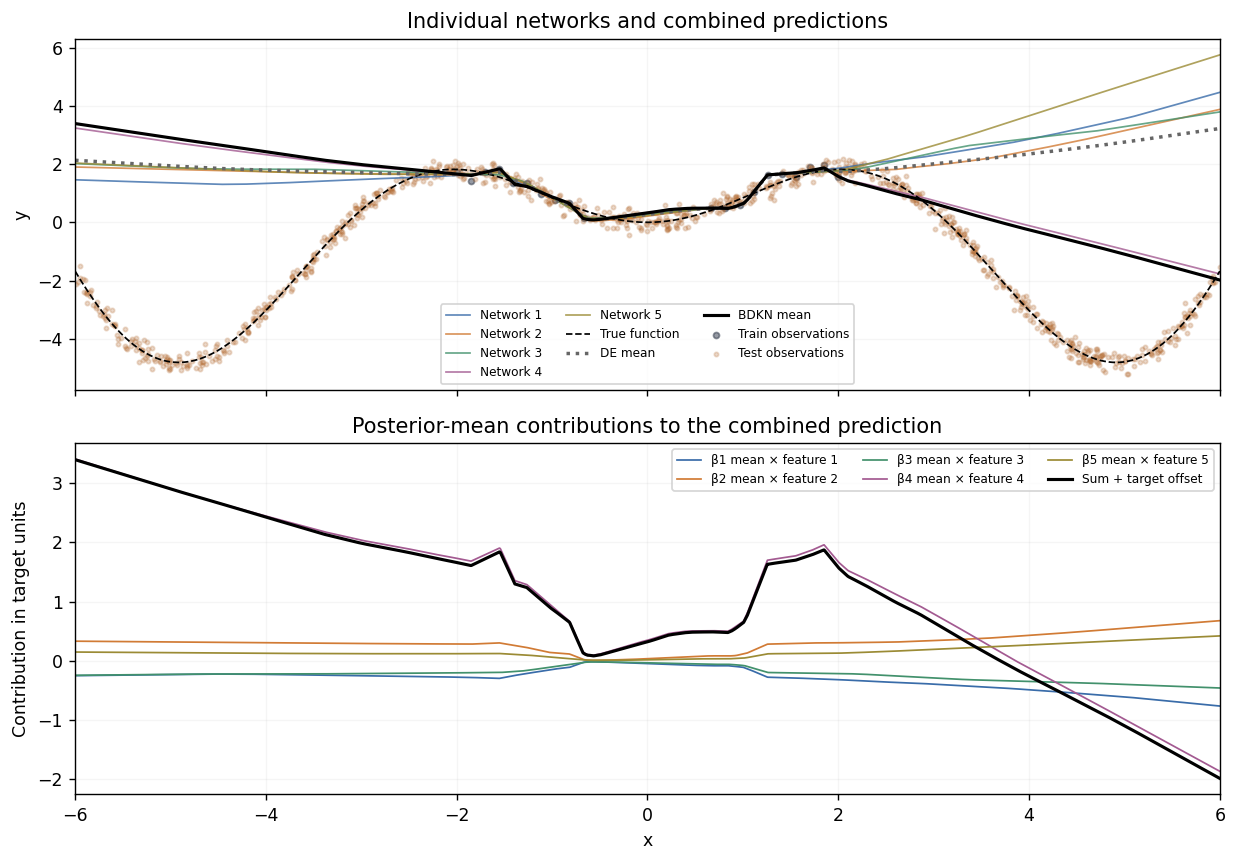 Individual networks and combined predictions
6
4
2
0
−2
−4
y
Network 1
Network 2
Network 3
Network 4
Network 5
True function
DE mean
BDKN mean
Train observations
Test observations
Posterior-mean contributions to the combined prediction
3
2
1
0
−1
−2
Contribution in target units
β1 mean × feature 1
β2 mean × feature 2
β3 mean × feature 3
β4 mean × feature 4
β5 mean × feature 5
Sum + target offset
−6 −4 −2 0 2 4 6
x